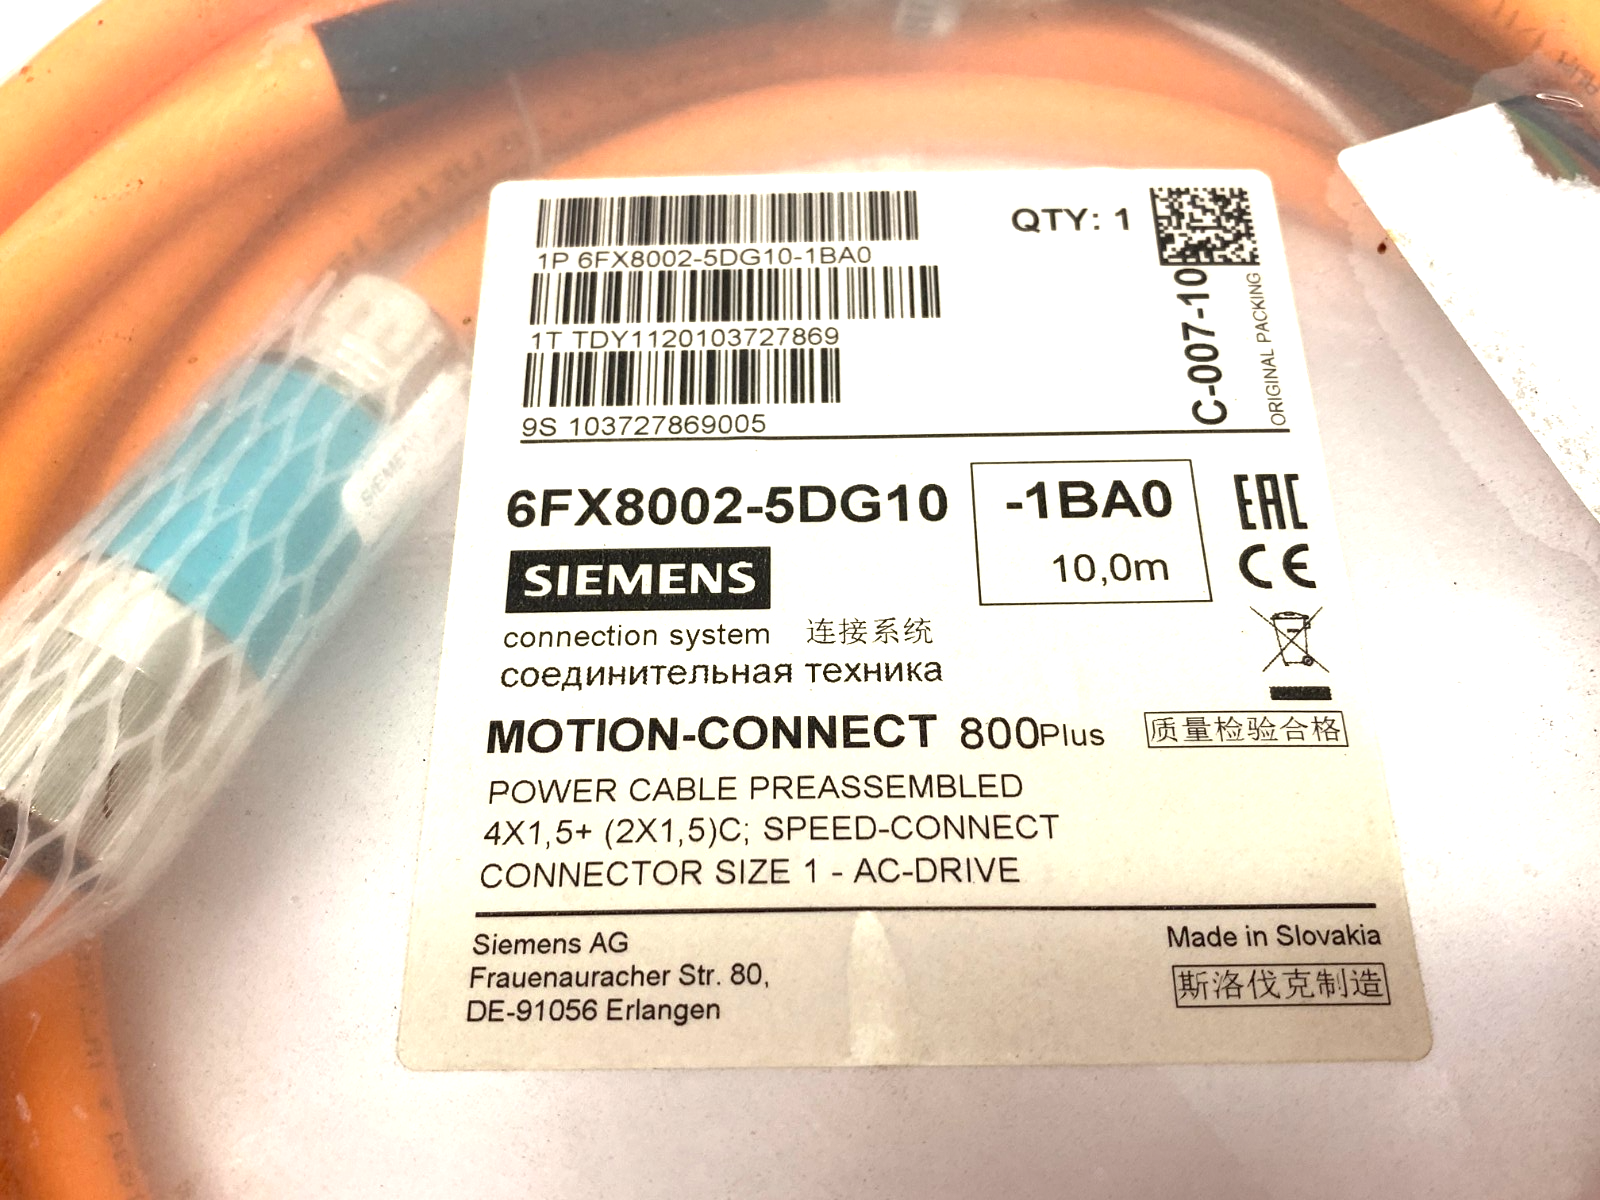 1P 6FX8002-5DG10-1BA0
QTY: 1
1T TDY1120103727869
9S 103727869005
C-007-10
ORIGINAL PACKING
6FX8002-5DG10
-1BA0
10,0m
EAC
CE
SIEMENS
connection system 连接系统
соединительная техника
MOTION-CONNECT 800Plus
质量检验合格
POWER CABLE PREASSEMBLED
4X1,5+ (2X1,5)C; SPEED-CONNECT
CONNECTOR SIZE 1 - AC-DRIVE
Siemens AG
Frauenauracher Str. 80,
DE-91056 Erlangen
Made in Slovakia
斯洛伐克制造
SIEMENS